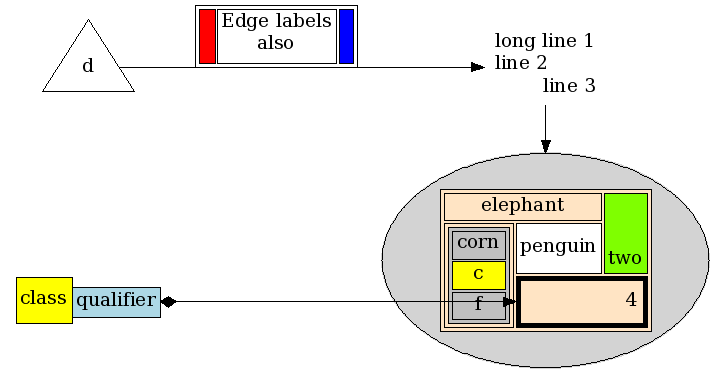 Edge labels
also
d
long line 1
line 2
line 3
elephant
corn
penguin
two
c
class
qualifier
f
4